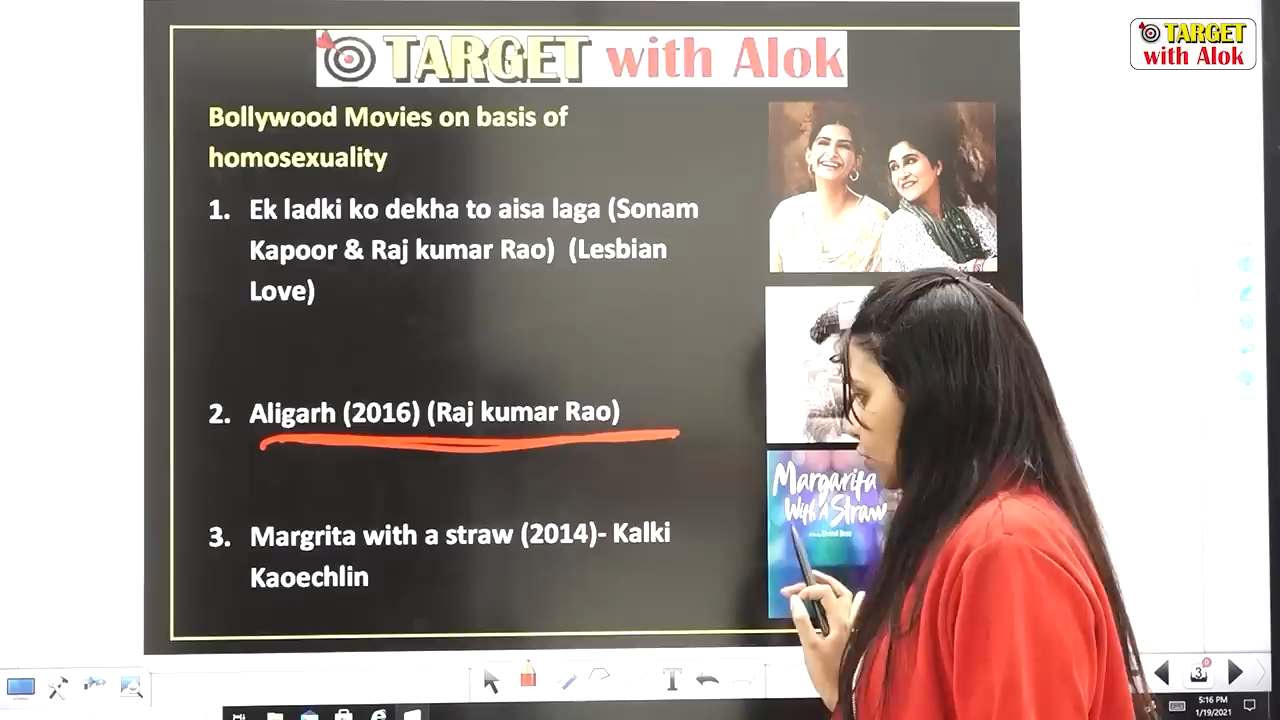 TARGET with Alok
TARGET
with Alok
Bollywood Movies on basis of
homosexuality
1. Ek ladki ko dekha to aisa laga (Sonam
Kapoor & Raj kumar Rao) (Lesbian
Love)
2. Aligarh (2016) (Raj kumar Rao)
3. Margrita with a straw (2014)- Kalki
Kaoechlin
Margarita
With A Straw
T
3
5:16 PM
1/19/2021